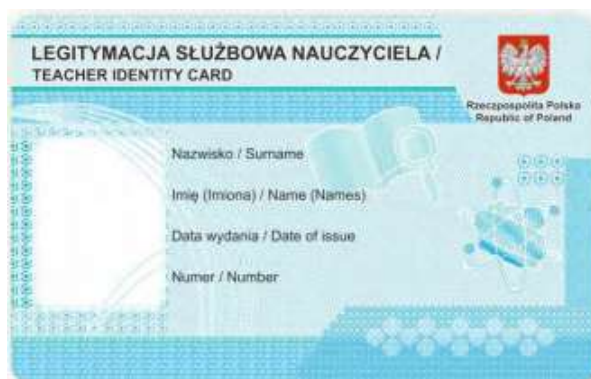 LEGITYMACJA SŁUŻBOWA NAUCZYCIELA /
TEACHER IDENTITY CARD
Rzeczpospolita Polska
Republic of Poland
Nazwisko / Surname
Imię (Imiona) / Name (Names)
Data wydania / Date of issue
Numer / Number